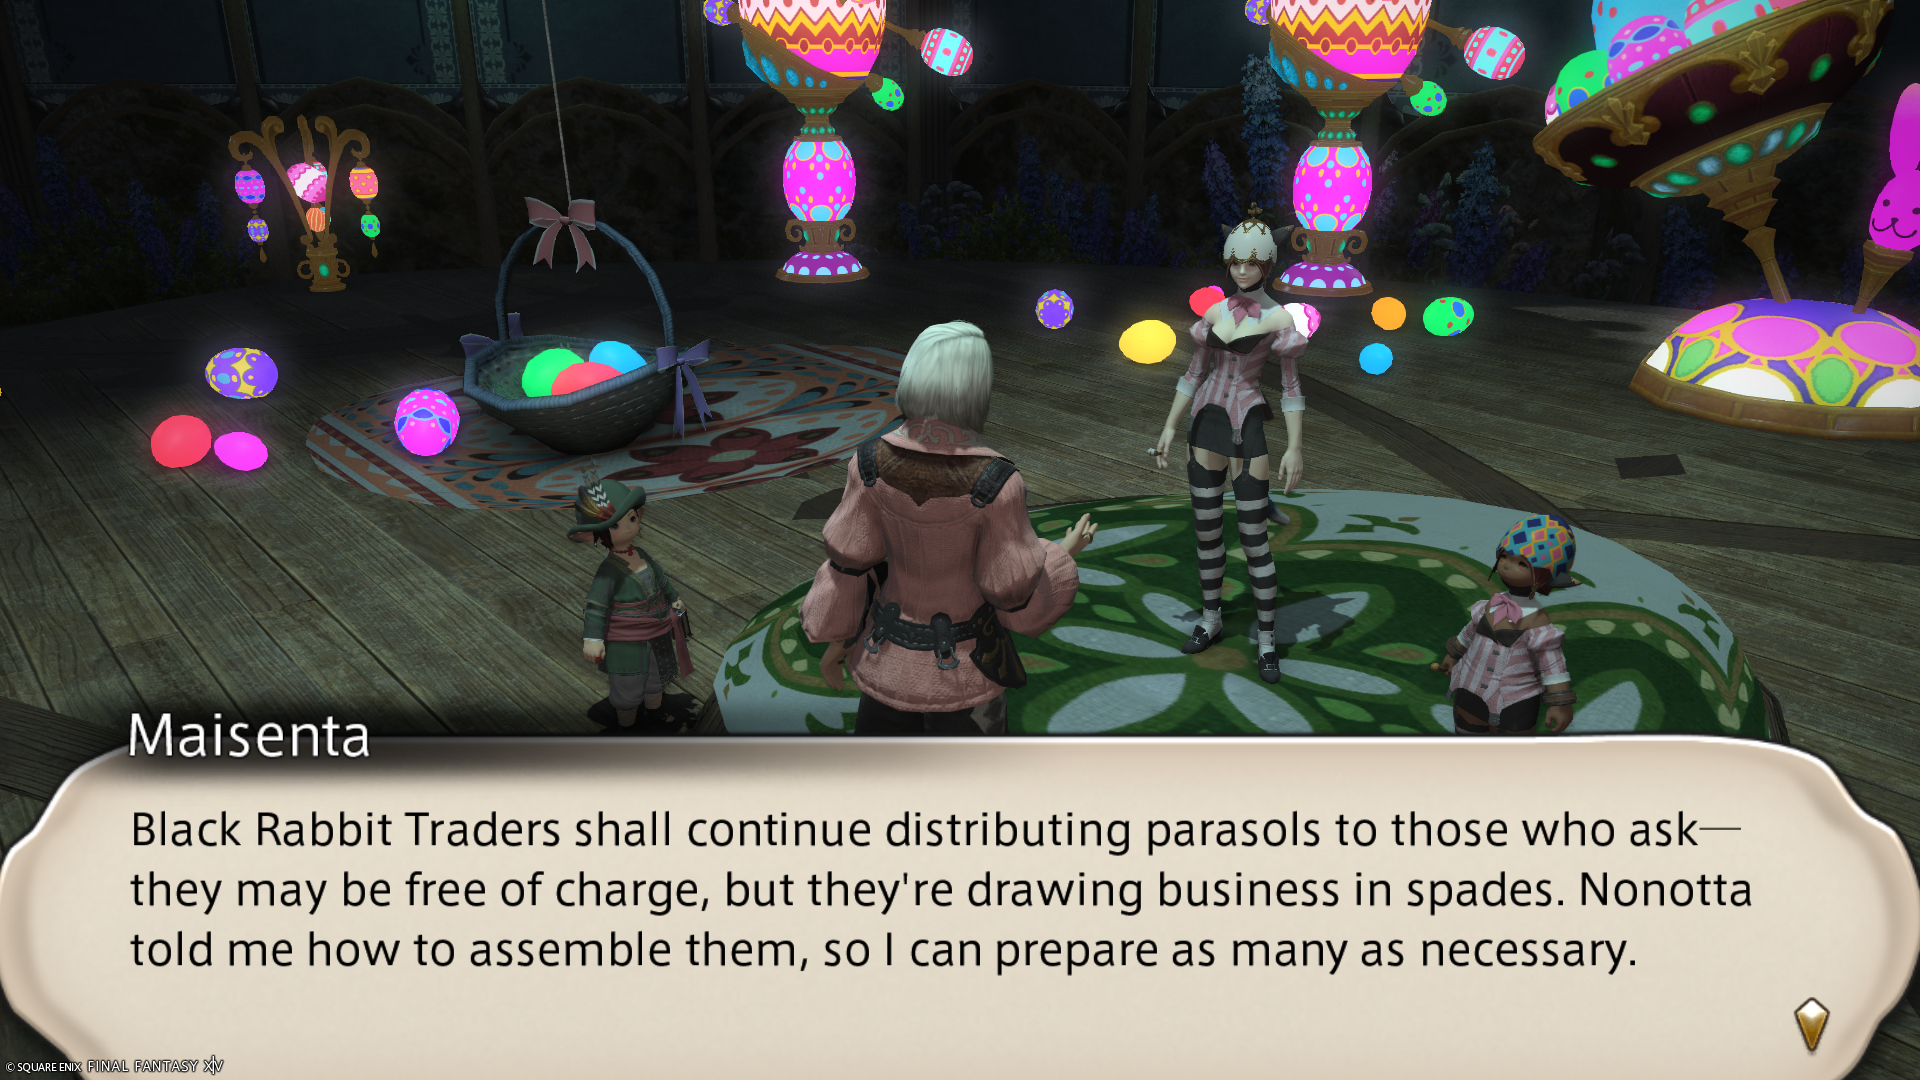 Maisenta
Black Rabbit Traders shall continue distributing parasols to those who ask—
they may be free of charge, but they're drawing business in spades. Nonotta
told me how to assemble them, so I can prepare as many as necessary.
© SQUARE ENIX FINAL FANTASY XIV